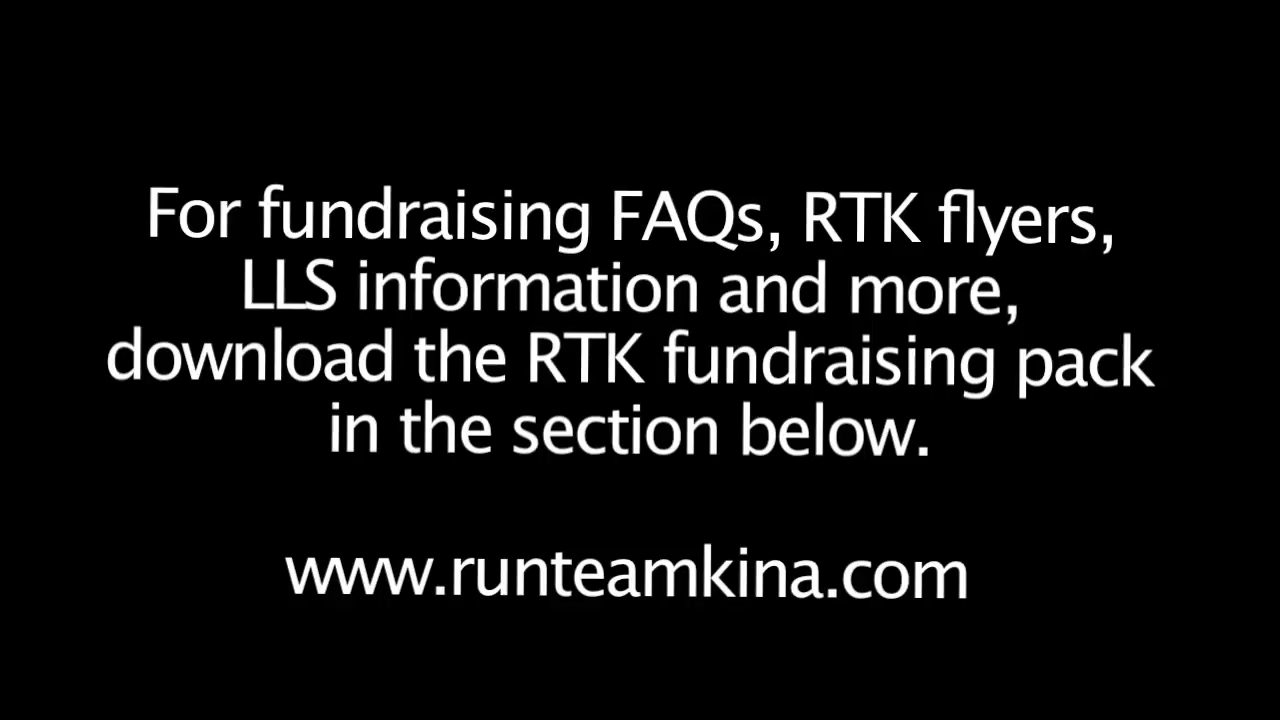 For fundraising FAQs, RTK flyers,
LLS information and more,
download the RTK fundraising pack
in the section below.
www.runteamkina.com